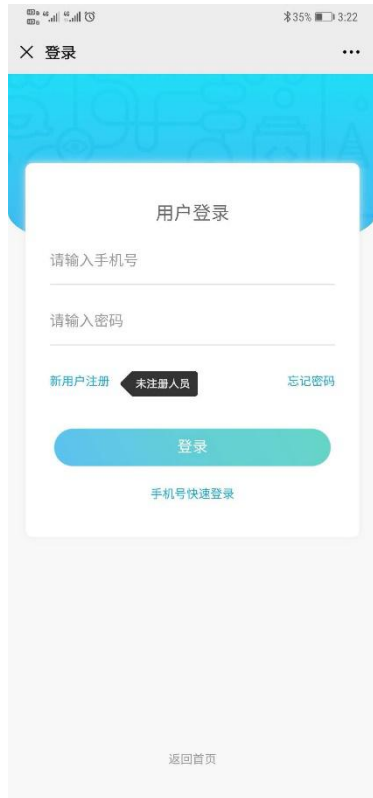 35% 3:22
登录
用户登录
请输入手机号
请输入密码
新用户注册 未注册人员 忘记密码
登录
手机号快速登录
返回首页